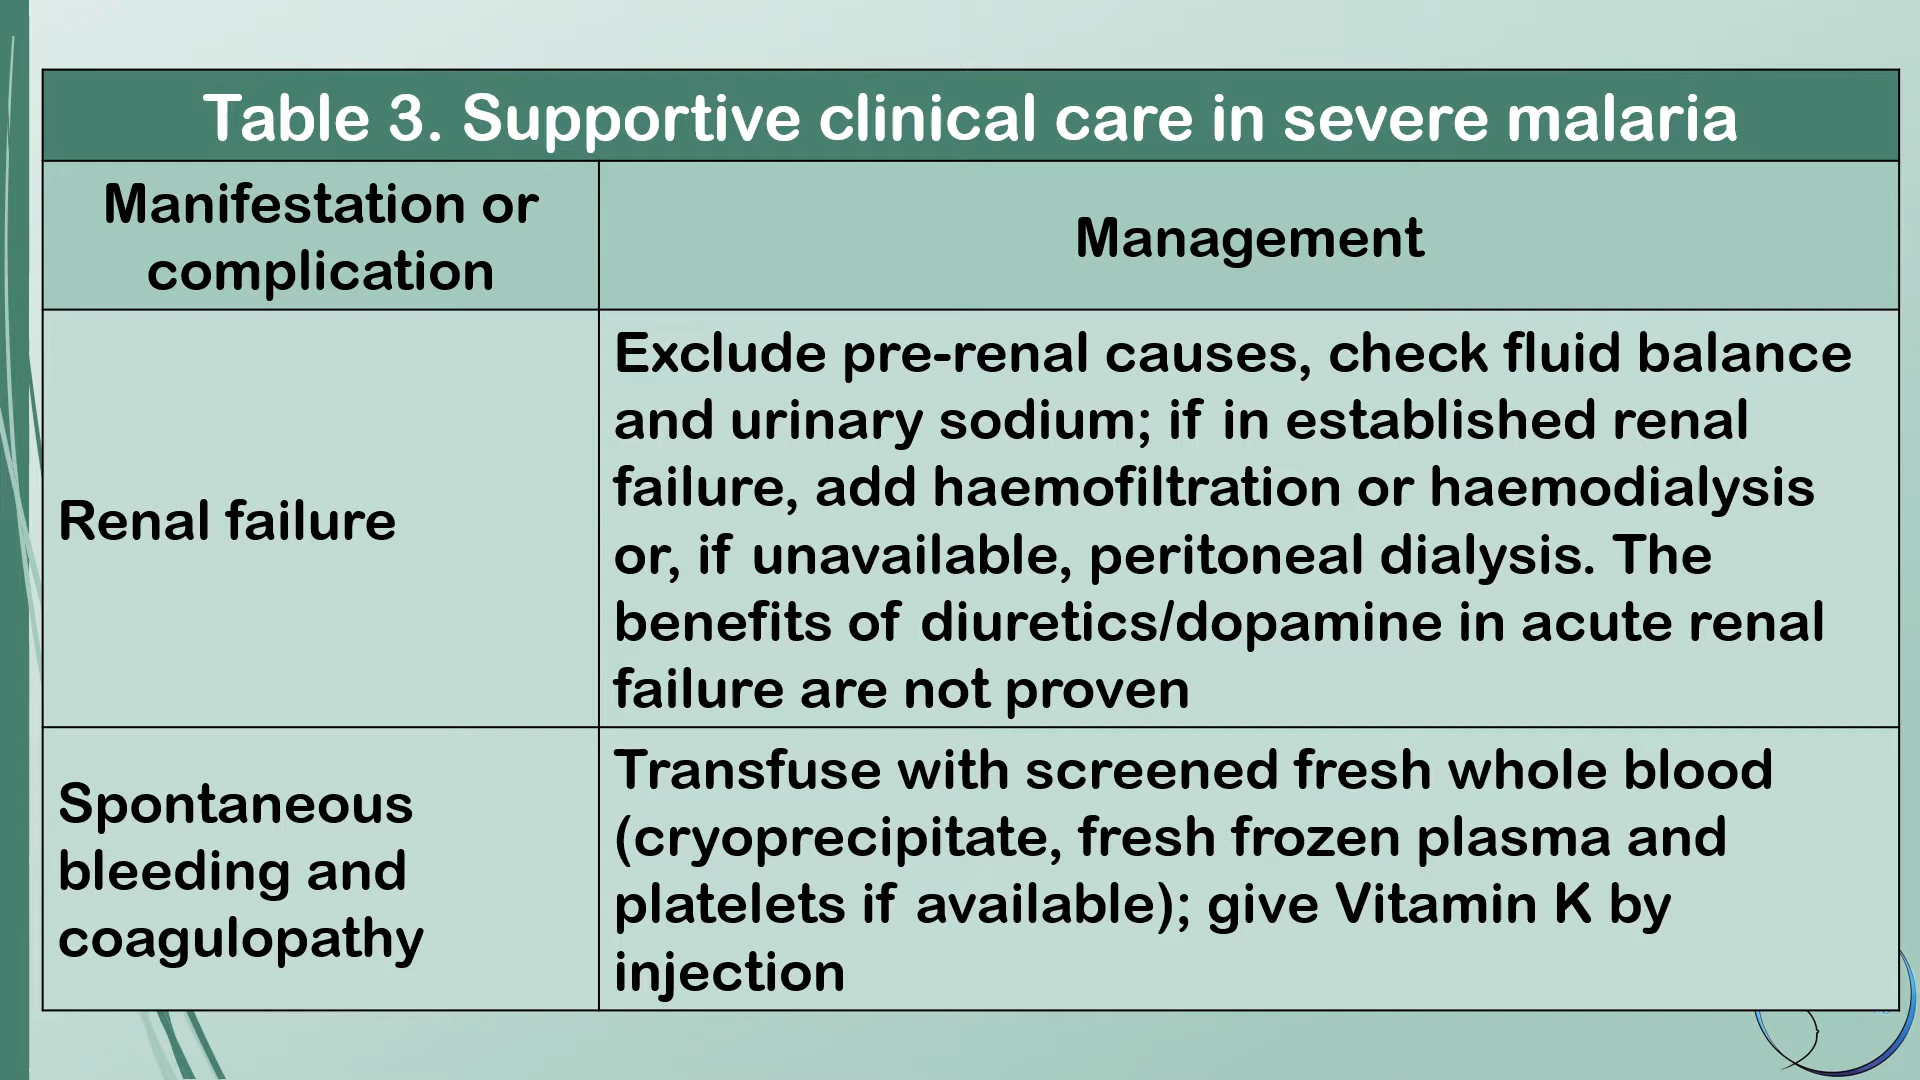 Table 3. Supportive clinical care in severe malaria
Manifestation or
complication
Management
Renal failure
Exclude pre-renal causes, check fluid balance
and urinary sodium; if in established renal
failure, add haemofiltration or haemodialysis
or, if unavailable, peritoneal dialysis. The
benefits of diuretics/dopamine in acute renal
failure are not proven
Spontaneous
bleeding and
coagulopathy
Transfuse with screened fresh whole blood
(cryoprecipitate, fresh frozen plasma and
platelets if available); give Vitamin K by
injection